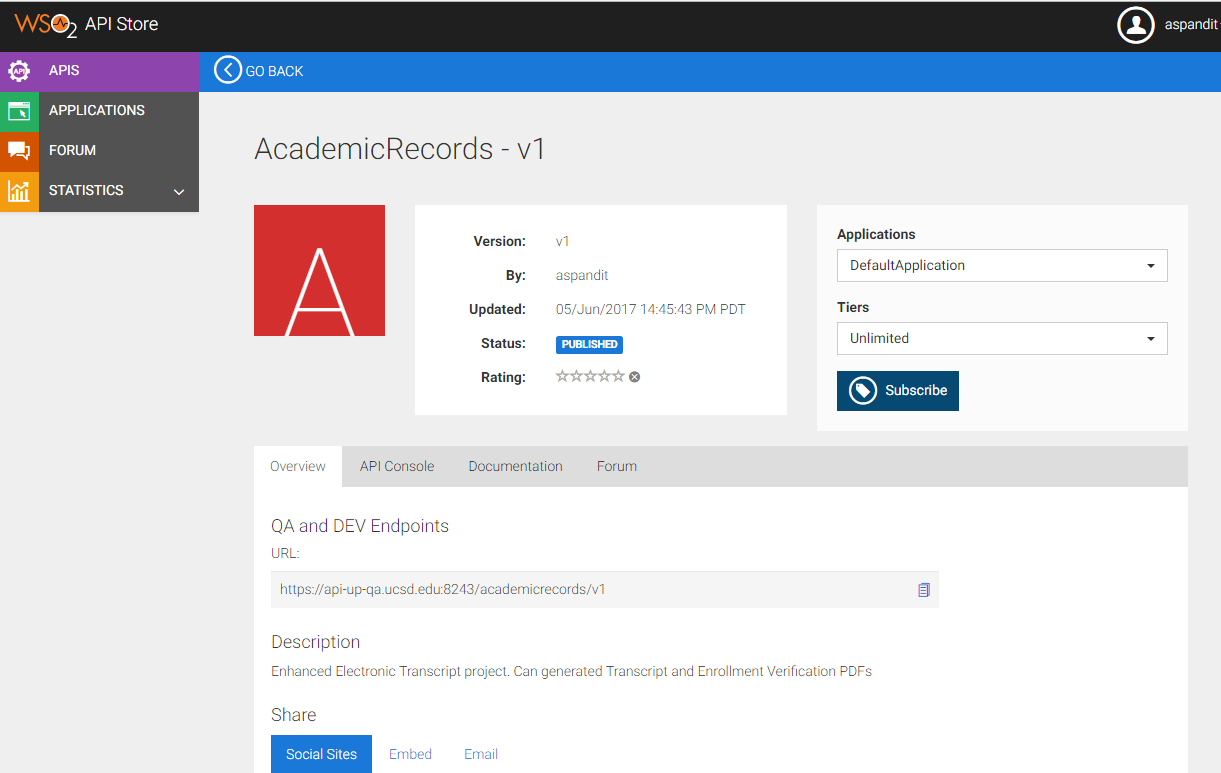 WSO2 API Store
aspandit
APIS
GO BACK
APPLICATIONS
FORUM
STATISTICS
AcademicRecords - v1
A
Version: v1
By: aspandit
Updated: 05/Jun/2017 14:45:43 PM PDT
Status: PUBLISHED
Rating:
Applications
DefaultApplication
Tiers
Unlimited
Subscribe
Overview API Console Documentation Forum
QA and DEV Endpoints
URL:
https://api-up-qa.ucsd.edu:8243/academicrecords/v1
Description
Enhanced Electronic Transcript project. Can generated Transcript and Enrollment Verification PDFs
Share
Social Sites Embed Email